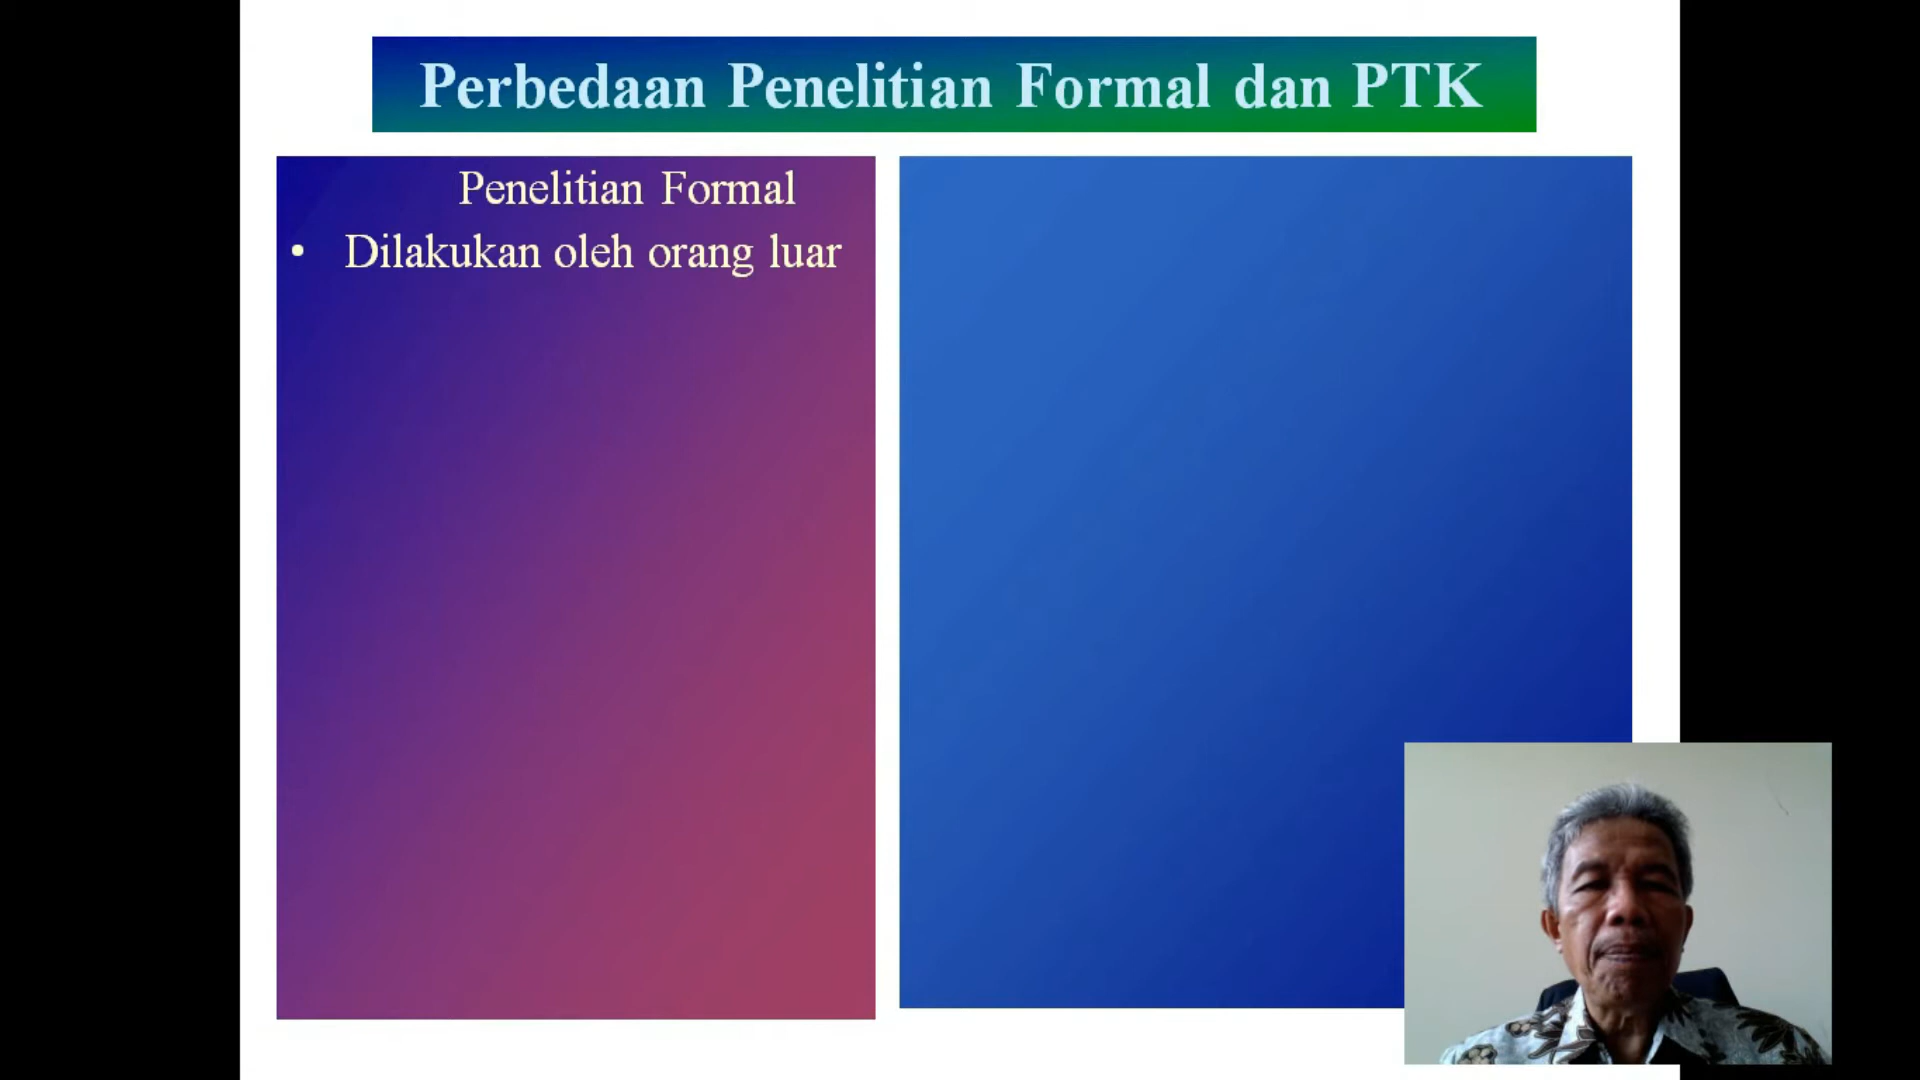 Perbedaan Penelitian Formal dan PTK
Penelitian Formal
• Dilakukan oleh orang luar